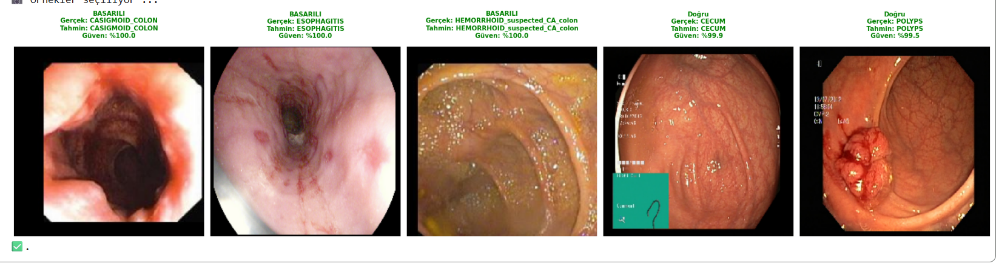 Örnekler seçiliyor ...
BASARILI
Gerçek: CASIGMOID_COLON
Tahmin: CASIGMOID_COLON
Güven: %100.0
BASARILI
Gerçek: ESOPHAGITIS
Tahmin: ESOPHAGITIS
Güven: %100.0
BASARILI
Gerçek: HEMORRHOID_suspected_CA_colon
Tahmin: HEMORRHOID_suspected_CA_colon
Güven: %100.0
Doğru
Gerçek: CECUM
Tahmin: CECUM
Güven: %99.9
Doğru
Gerçek: POLYPS
Tahmin: POLYPS
Güven: %99.5
.